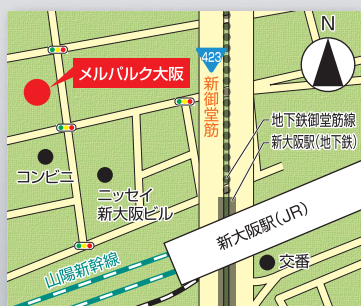 N
423
メルパルク大阪
新御堂筋
地下鉄御堂筋線
新大阪駅(地下鉄)
コンビニ
ニッセイ
新大阪ビル
新大阪駅(JR)
山陽新幹線
交番